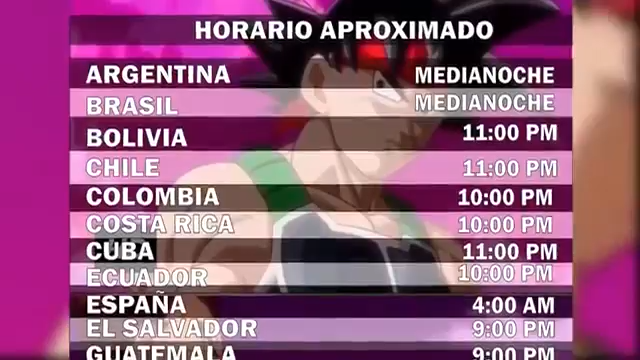 HORARIO APROXIMADO
ARGENTINA MEDIANOCHE
BRASIL MEDIANOCHE
BOLIVIA 11:00 PM
CHILE 11:00 PM
COLOMBIA 10:00 PM
COSTA RICA 10:00 PM
CUBA 11:00 PM
ECUADOR 10:00 PM
ESPAÑA 4:00 AM
EL SALVADOR 9:00 PM
GUATEMALA 9:00 PM